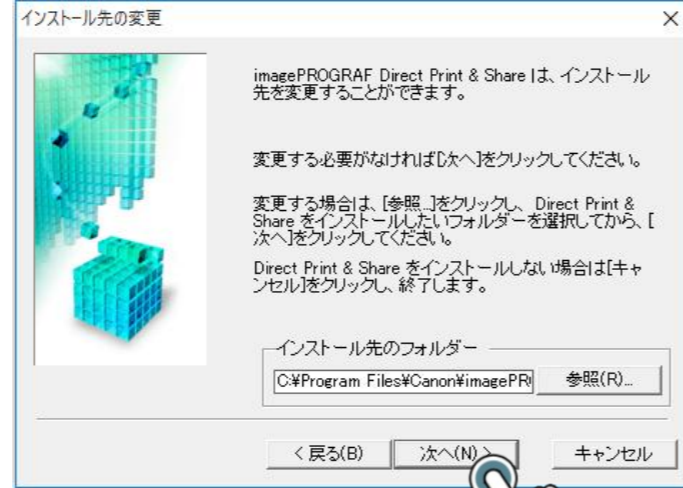 インストール先の変更
imagePROGRAF Direct Print & Share は、インストール
先を変更することができます。
変更する必要がなければ[次へ]をクリックしてください。
変更する場合は、[参照...]をクリックし、 Direct Print &
Share をインストールしたいフォルダーを選択してから、[
次へ]をクリックしてください。
Direct Print & Share をインストールしない場合は[キャ
ンセル]をクリックし、終了します。
インストール先のフォルダー
C:¥Program Files¥Canon¥imagePR
参照(R)...
< 戻る(B)
次へ(N) >
キャンセル